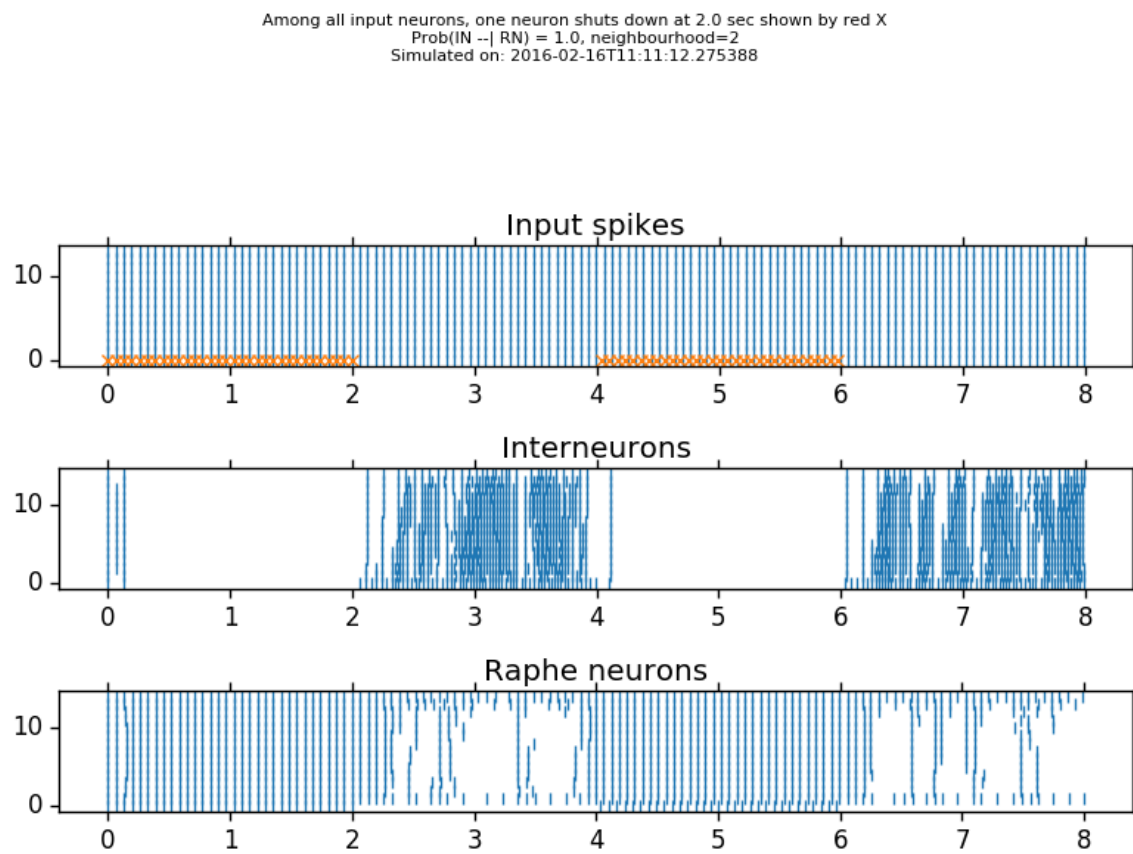 Among all input neurons, one neuron shuts down at 2.0 sec shown by red X
Prob(IN --| RN) = 1.0, neighbourhood=2
Simulated on: 2016-02-16T11:11:12.275388
Input spikes
10
0
0 1 2 3 4 5 6 7 8
Interneurons
10
0
0 1 2 3 4 5 6 7 8
Raphe neurons
10
0
0 1 2 3 4 5 6 7 8